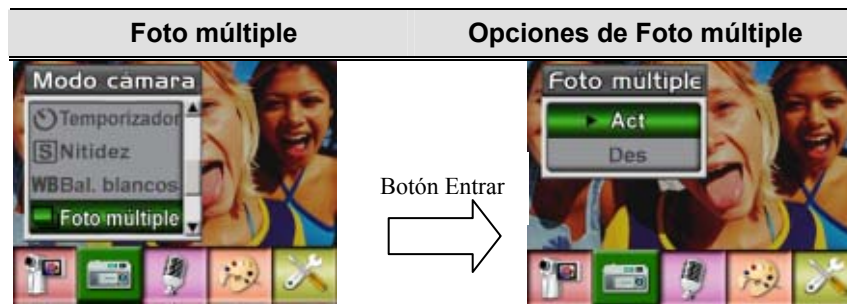 Foto múltiple
Opciones de Foto múltiple
Modo cámara
Temporizador
S Nitidez
WB Bal. blancos
Foto múltiple
Botón Entrar
Foto múltiple
Act
Des